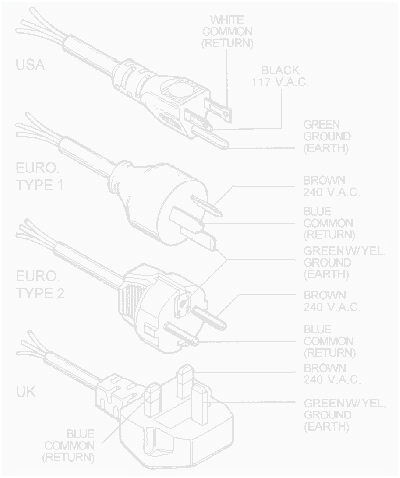 WHITE
COMMON
(RETURN)
USA
BLACK
117 V.A.C.
GREEN
GROUND
(EARTH)
EURO.
TYPE 1
BROWN
240 V.A.C.
BLUE
COMMON
(RETURN)
GREEN W/YEL.
GROUND
(EARTH)
EURO.
TYPE 2
BROWN
240 V.A.C.
BLUE
COMMON
(RETURN)
UK
BROWN
240 V.A.C.
GREEN W/YEL.
GROUND
(EARTH)
BLUE
COMMON
(RETURN)